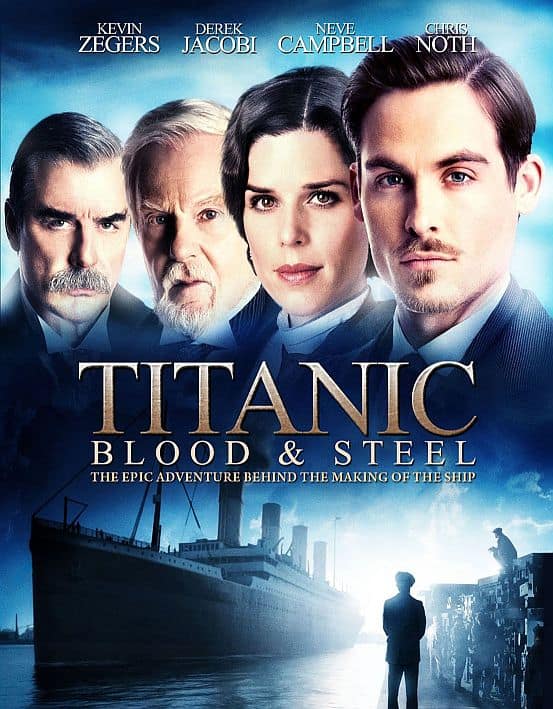 KEVIN ZEGERS
DEREK JACOBI
NEVE CAMPBELL
CHRIS NOTH
TITANIC
BLOOD & STEEL
THE EPIC ADVENTURE BEHIND THE MAKING OF THE SHIP